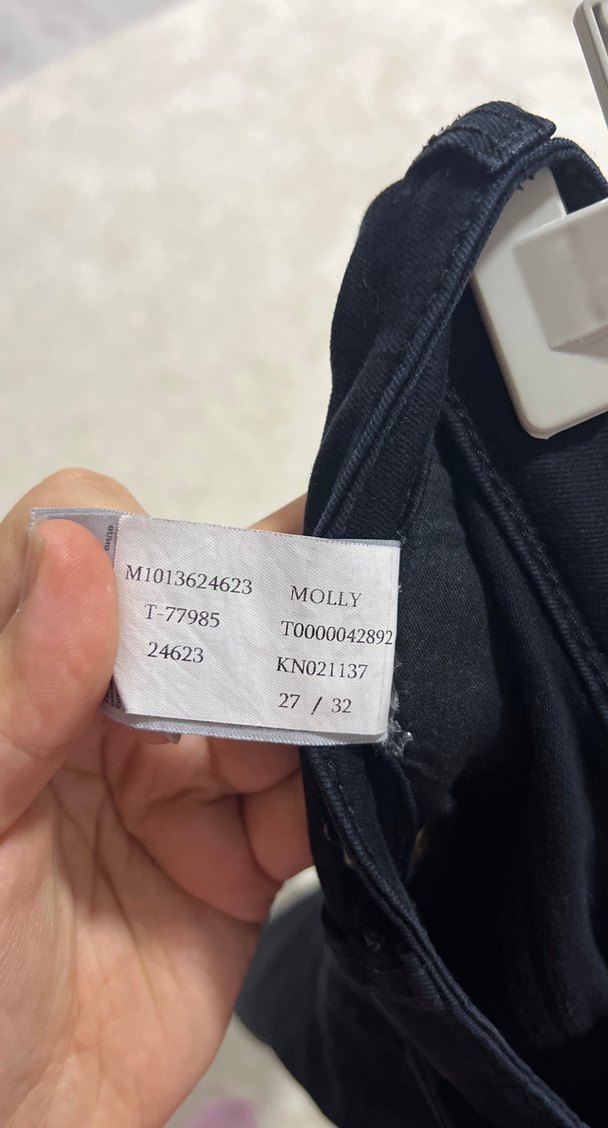 M1013624623
T-77985
24623
MOLLY
T0000042892
KN021137
27 / 32